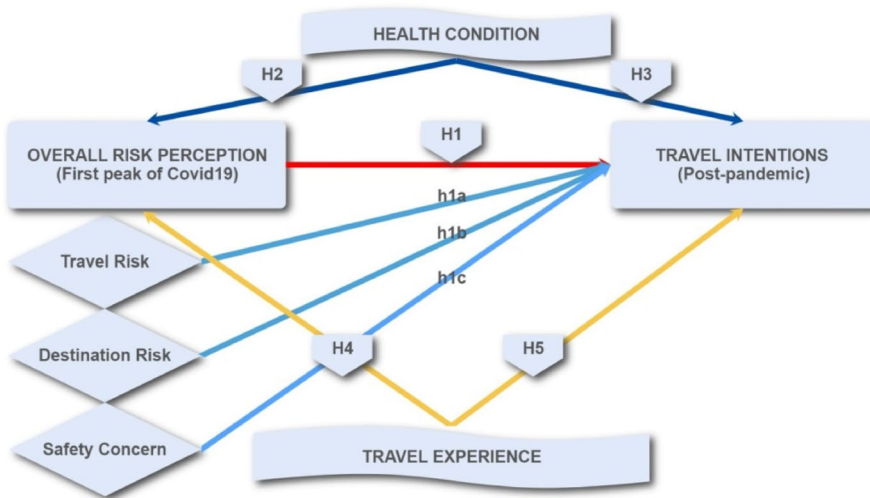 HEALTH CONDITION
H2
H3
OVERALL RISK PERCEPTION
(First peak of Covid19)
H1
TRAVEL INTENTIONS
(Post-pandemic)
h1a
h1b
h1c
Travel Risk
Destination Risk
Safety Concern
H4
H5
TRAVEL EXPERIENCE